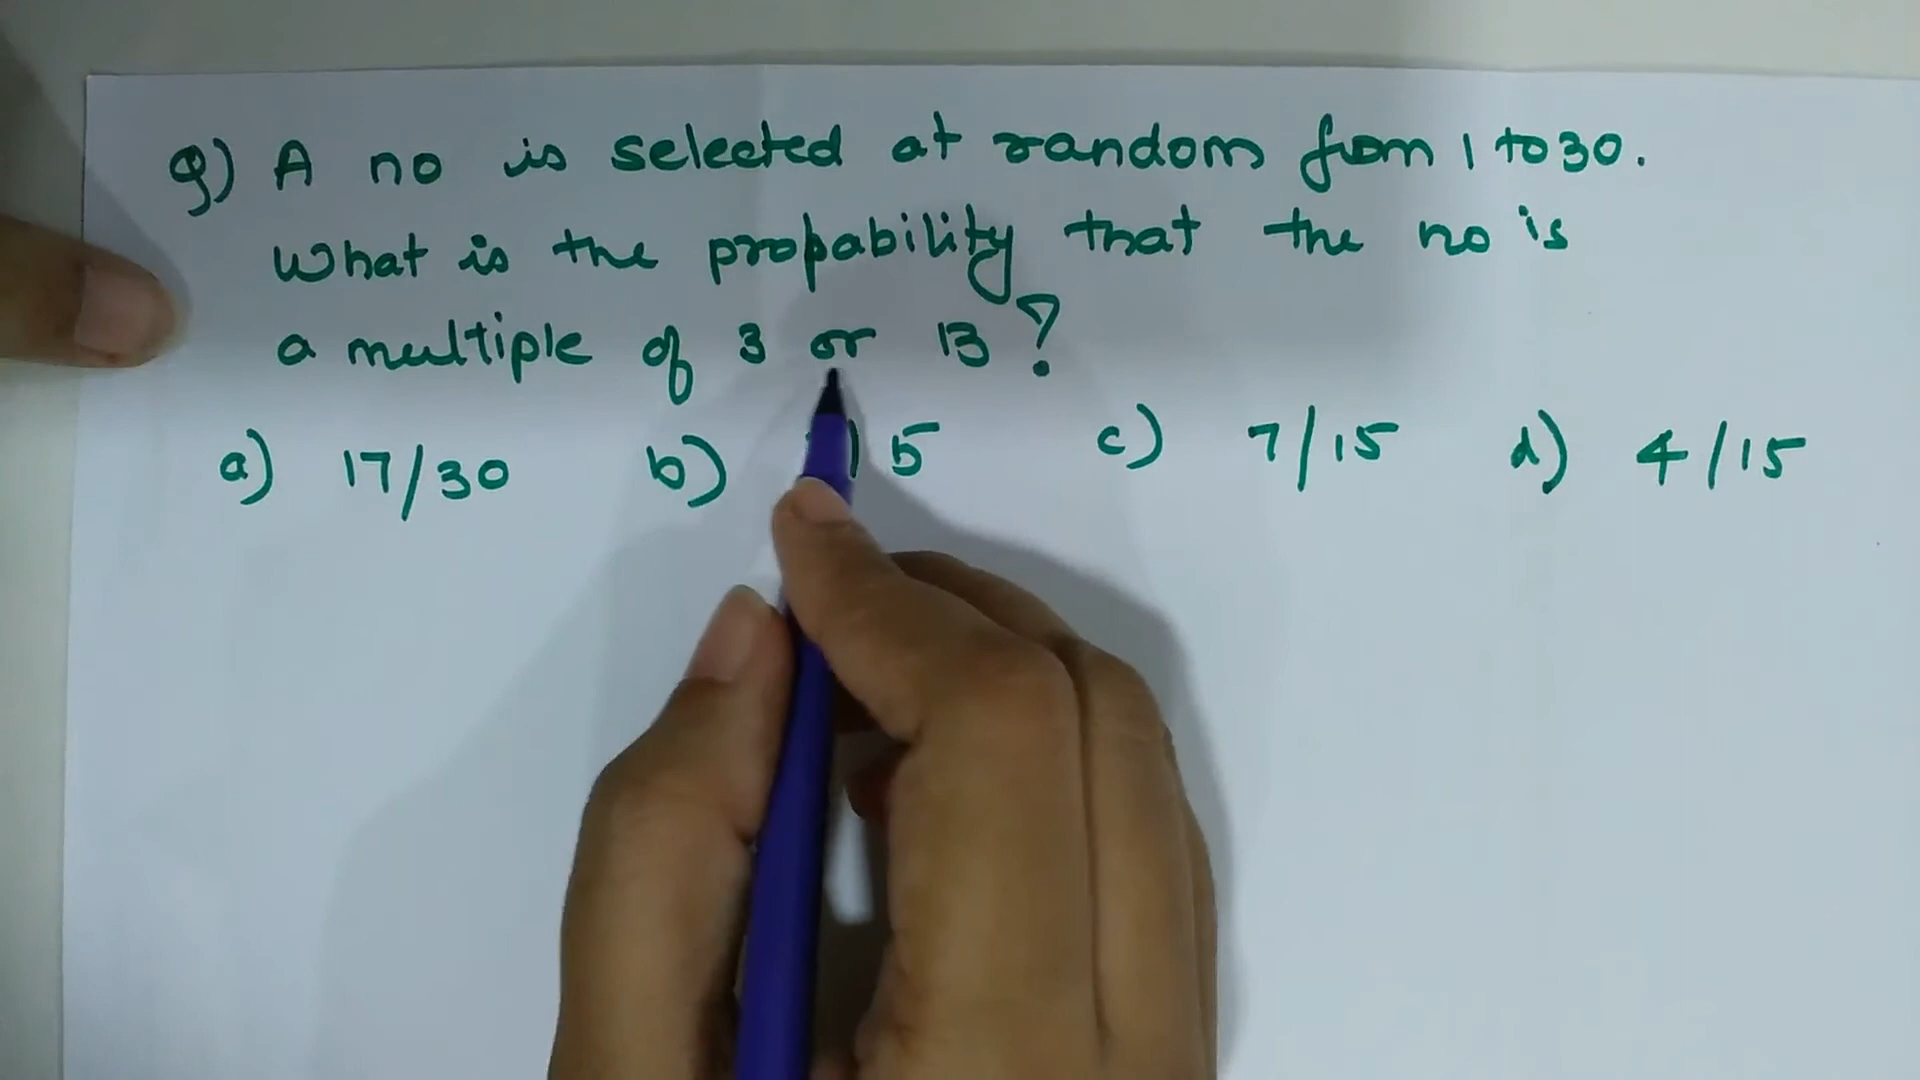 Q) A no is selected at random from 1 to 30.
What is the propability that the no is
a multiple of 3 or 13?
a) 17/30 b) 5 c) 7/15 d) 4/15